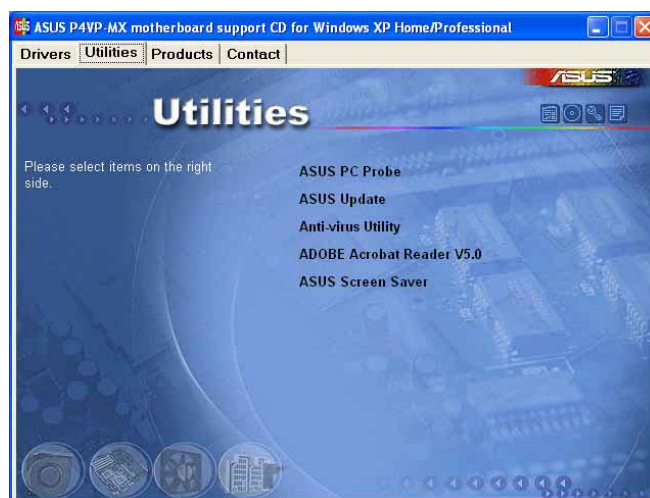 ASUS P4VP-MX motherboard support CD for Windows XP Home/Professional
Drivers Utilities Products Contact
ASUS
Utilities
Please select items on the right
side.
ASUS PC Probe
ASUS Update
Anti-virus Utility
ADOBE Acrobat Reader V5.0
ASUS Screen Saver